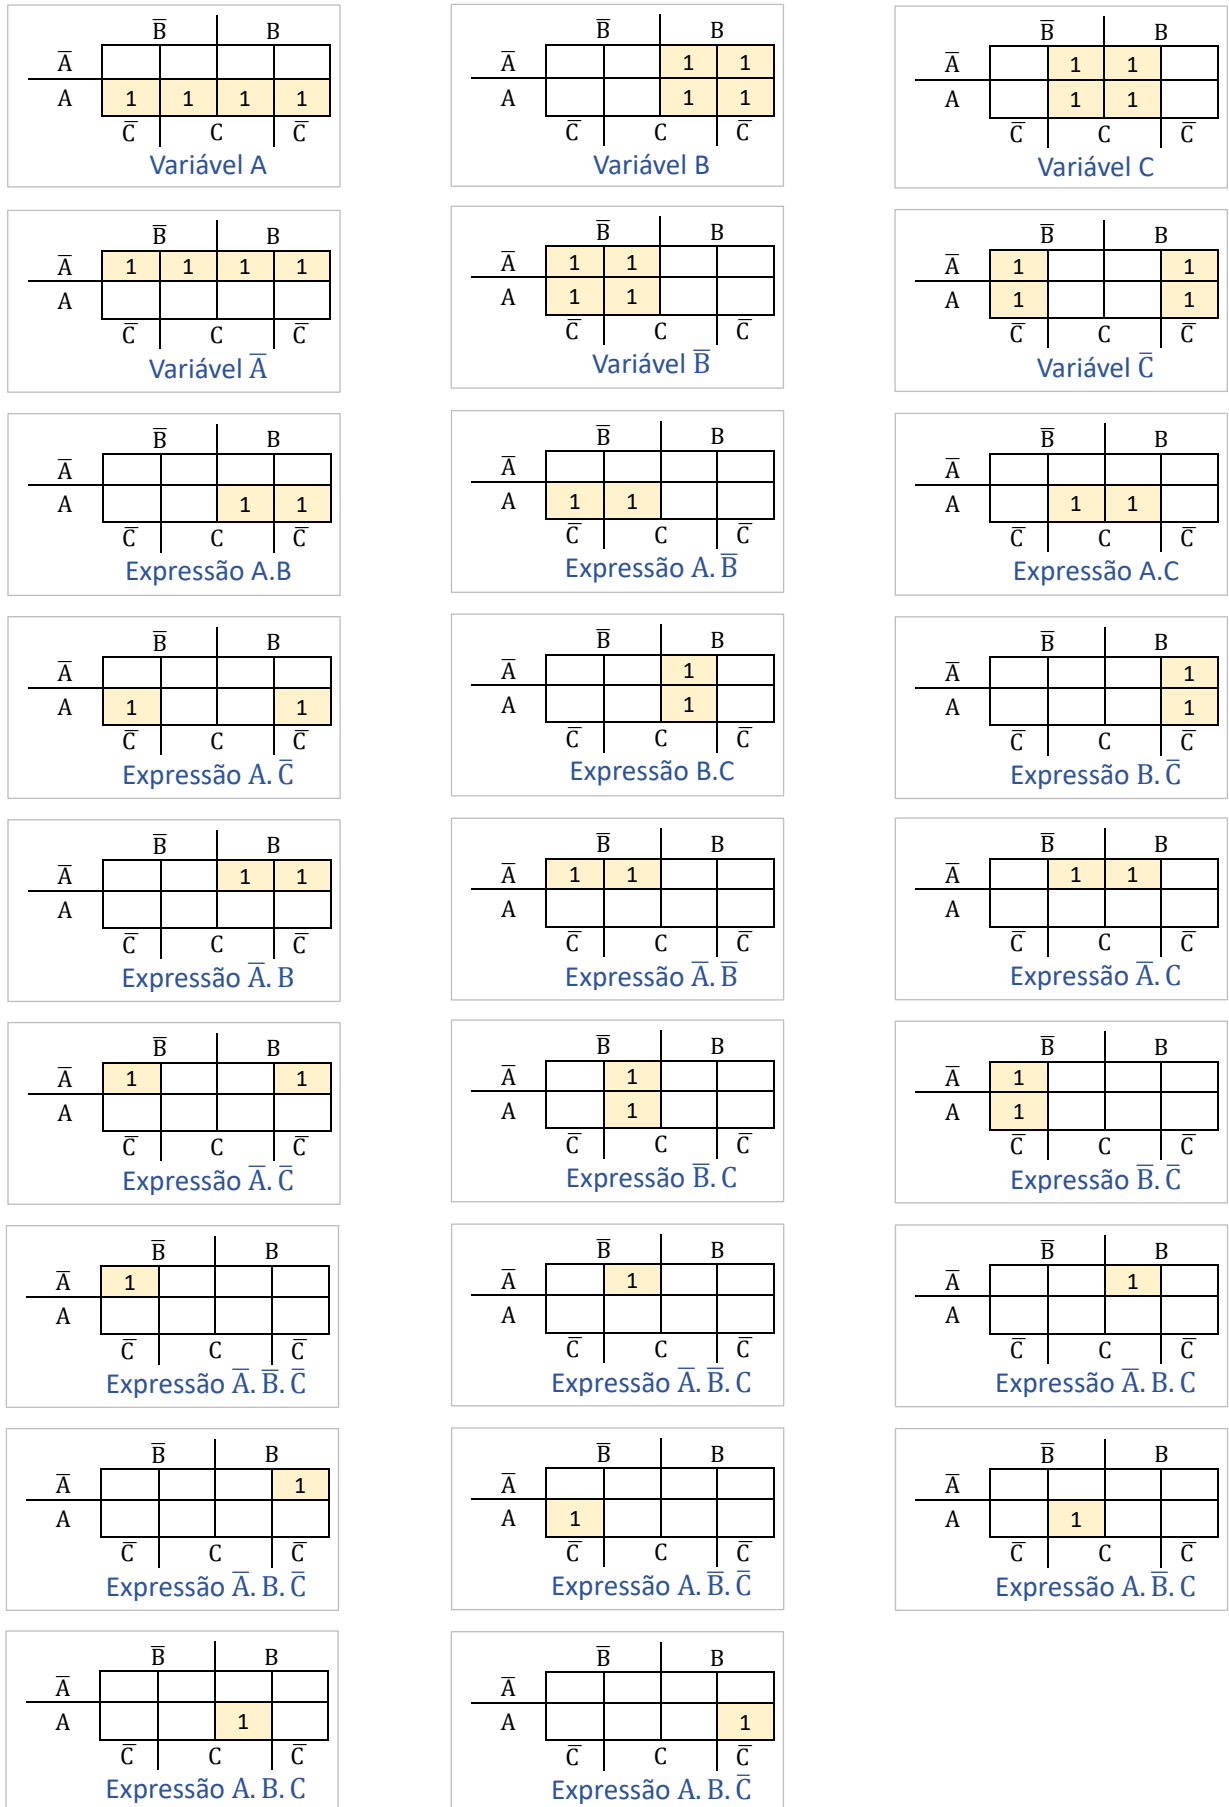 B̅ B
A̅
A 1 1 1 1
C̅ C C̅
Variável A
B̅ B
A̅ 1 1
A 1 1
C̅ C C̅
Variável B
B̅ B
A̅ 1 1
A 1 1
C̅ C C̅
Variável C
B̅ B
A̅ 1 1 1 1
A
C̅ C C̅
Variável A̅
B̅ B
A̅ 1 1
A 1 1
C̅ C C̅
Variável B̅
B̅ B
A̅ 1 1
A 1 1
C̅ C C̅
Variável C̅
B̅ B
A̅
A 1 1
C̅ C C̅
Expressão A.B
B̅ B
A̅
A 1 1
C̅ C C̅
Expressão A. B̅
B̅ B
A̅
A 1 1
C̅ C C̅
Expressão A.C
B̅ B
A̅
A 1 1
C̅ C C̅
Expressão A. C̅
B̅ B
A̅ 1
A 1
C̅ C C̅
Expressão B.C
B̅ B
A̅ 1
A 1
C̅ C C̅
Expressão B. C̅
B̅ B
A̅ 1 1
A
C̅ C C̅
Expressão A̅. B
B̅ B
A̅ 1 1
A
C̅ C C̅
Expressão A̅. B̅
B̅ B
A̅ 1 1
A
C̅ C C̅
Expressão A̅. C
B̅ B
A̅ 1 1
A
C̅ C C̅
Expressão A̅. C̅
B̅ B
A̅ 1
A 1
C̅ C C̅
Expressão B̅. C
B̅ B
A̅ 1
A 1
C̅ C C̅
Expressão B̅. C̅
B̅ B
A̅ 1
A
C̅ C C̅
Expressão A̅. B̅. C̅
B̅ B
A̅ 1
A
C̅ C C̅
Expressão A̅. B̅. C
B̅ B
A̅ 1
A
C̅ C C̅
Expressão A̅. B. C
B̅ B
A̅ 1
A
C̅ C C̅
Expressão A̅. B. C̅
B̅ B
A̅
A 1
C̅ C C̅
Expressão A. B̅. C̅
B̅ B
A̅
A 1
C̅ C C̅
Expressão A. B̅. C
B̅ B
A̅
A 1
C̅ C C̅
Expressão A. B. C
B̅ B
A̅
A 1
C̅ C C̅
Expressão A. B. C̅